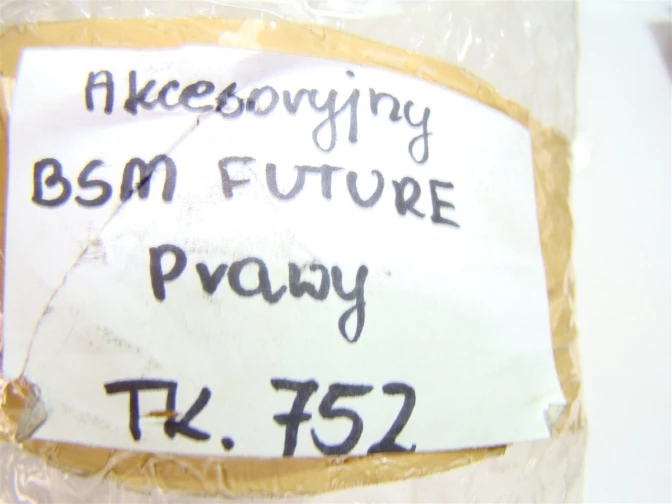 Akcesoryjny
BSM FUTURE
Prawy
TK. 752